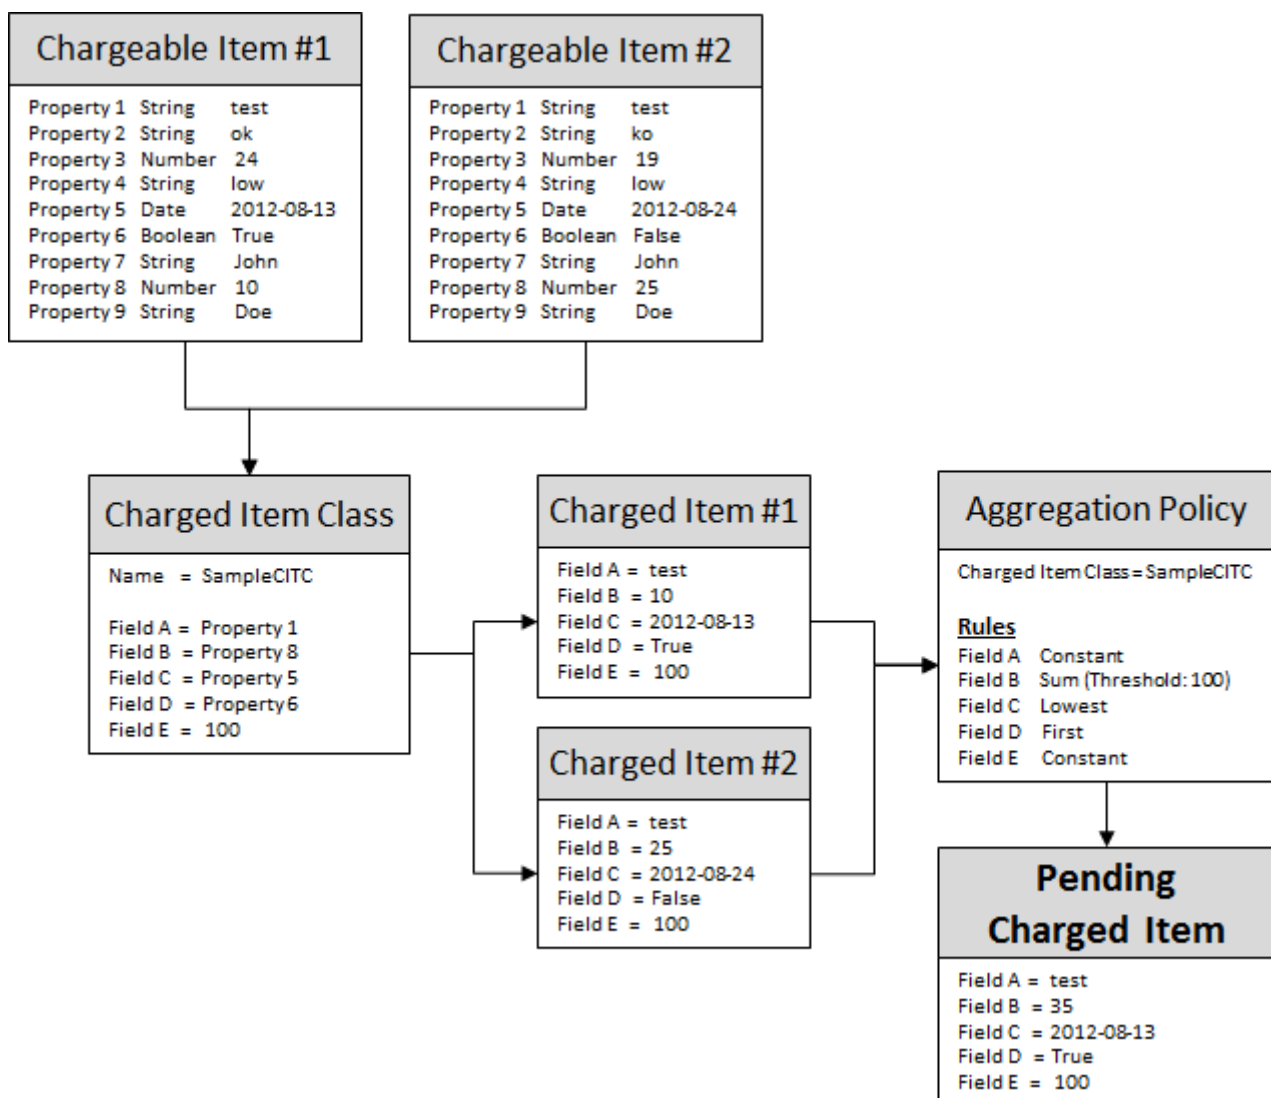 Chargeable Item #1
Property 1 String test
Property 2 String ok
Property 3 Number 24
Property 4 String low
Property 5 Date 2012-08-13
Property 6 Boolean True
Property 7 String John
Property 8 Number 10
Property 9 String Doe
Chargeable Item #2
Property 1 String test
Property 2 String ko
Property 3 Number 19
Property 4 String low
Property 5 Date 2012-08-24
Property 6 Boolean False
Property 7 String John
Property 8 Number 25
Property 9 String Doe
Charged Item Class
Name = SampleCITC
Field A = Property 1
Field B = Property 8
Field C = Property 5
Field D = Property 6
Field E = 100
Charged Item #1
Field A = test
Field B = 10
Field C = 2012-08-13
Field D = True
Field E = 100
Charged Item #2
Field A = test
Field B = 25
Field C = 2012-08-24
Field D = False
Field E = 100
Aggregation Policy
Charged Item Class = SampleCITC
Rules
Field A Constant
Field B Sum (Threshold: 100)
Field C Lowest
Field D First
Field E Constant
Pending
Charged Item
Field A = test
Field B = 35
Field C = 2012-08-13
Field D = True
Field E = 100